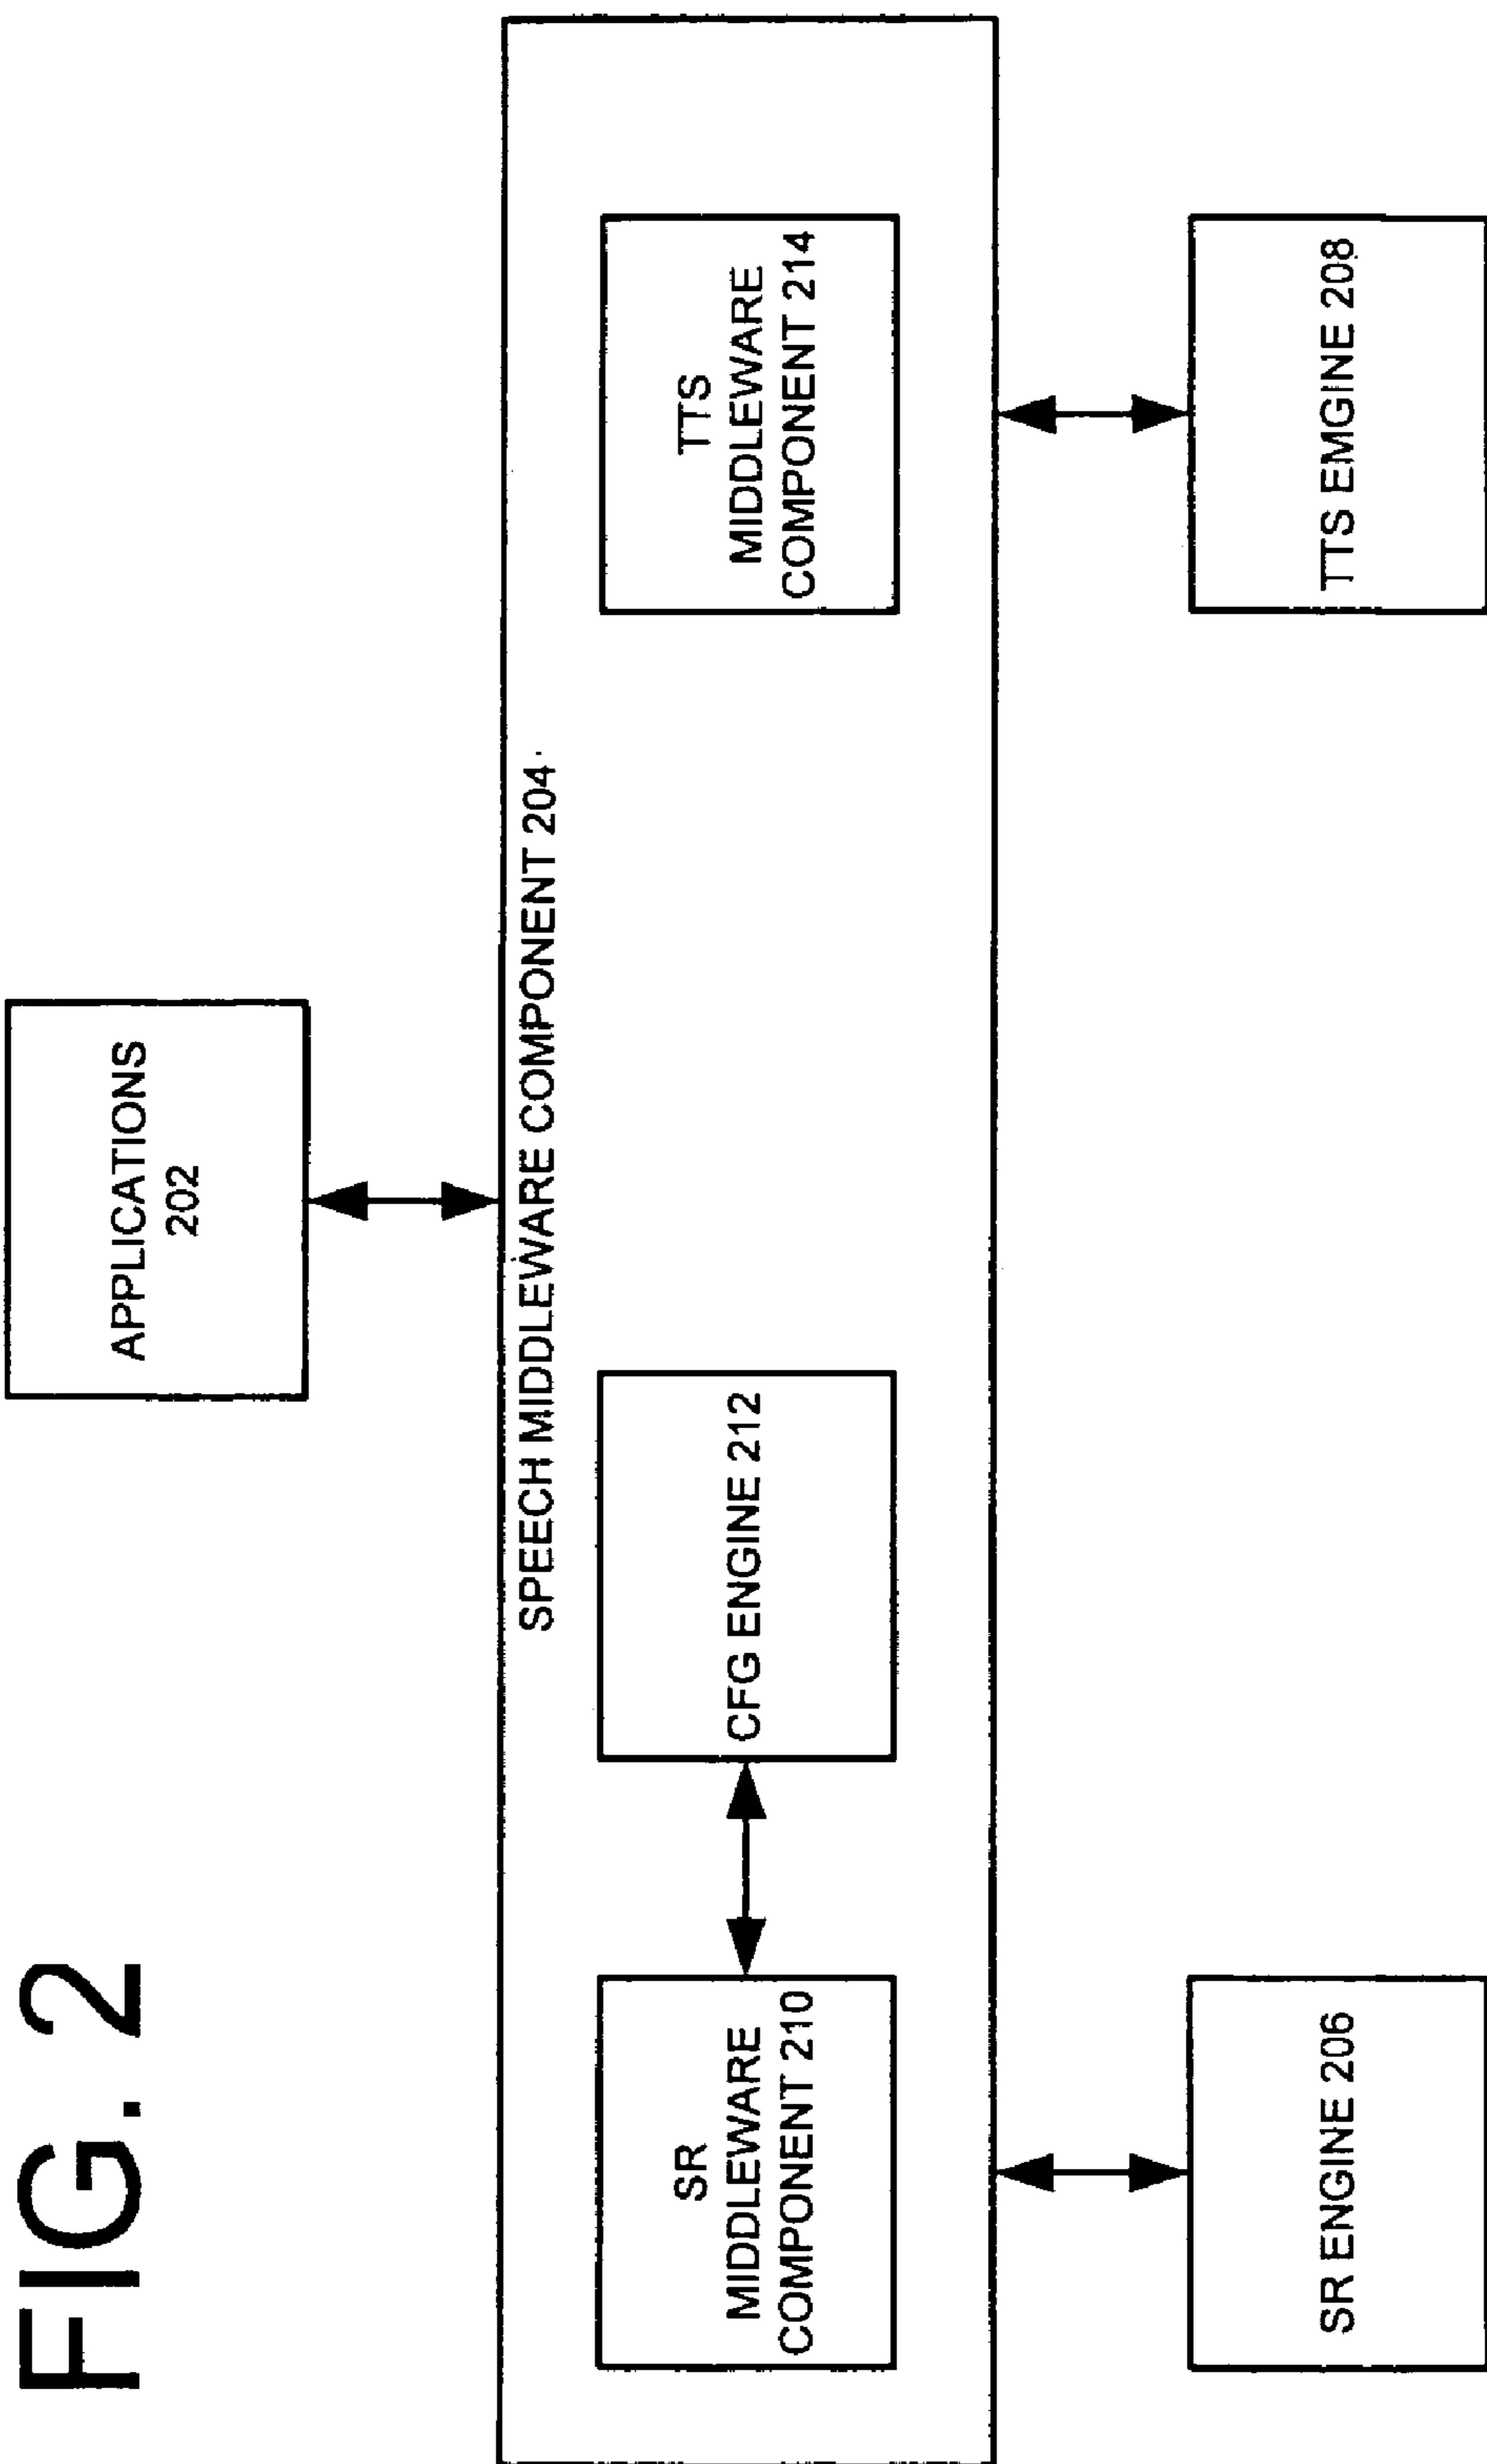 FIG. 2
APPLICATIONS
202
SPEECH MIDDLEWARE COMPONENT 204
SR
MIDDLEWARE
COMPONENT 210
CFG ENGINE 212
TTS
MIDDLEWARE
COMPONENT 214
SR ENGINE 206
TTS EMGINE 208